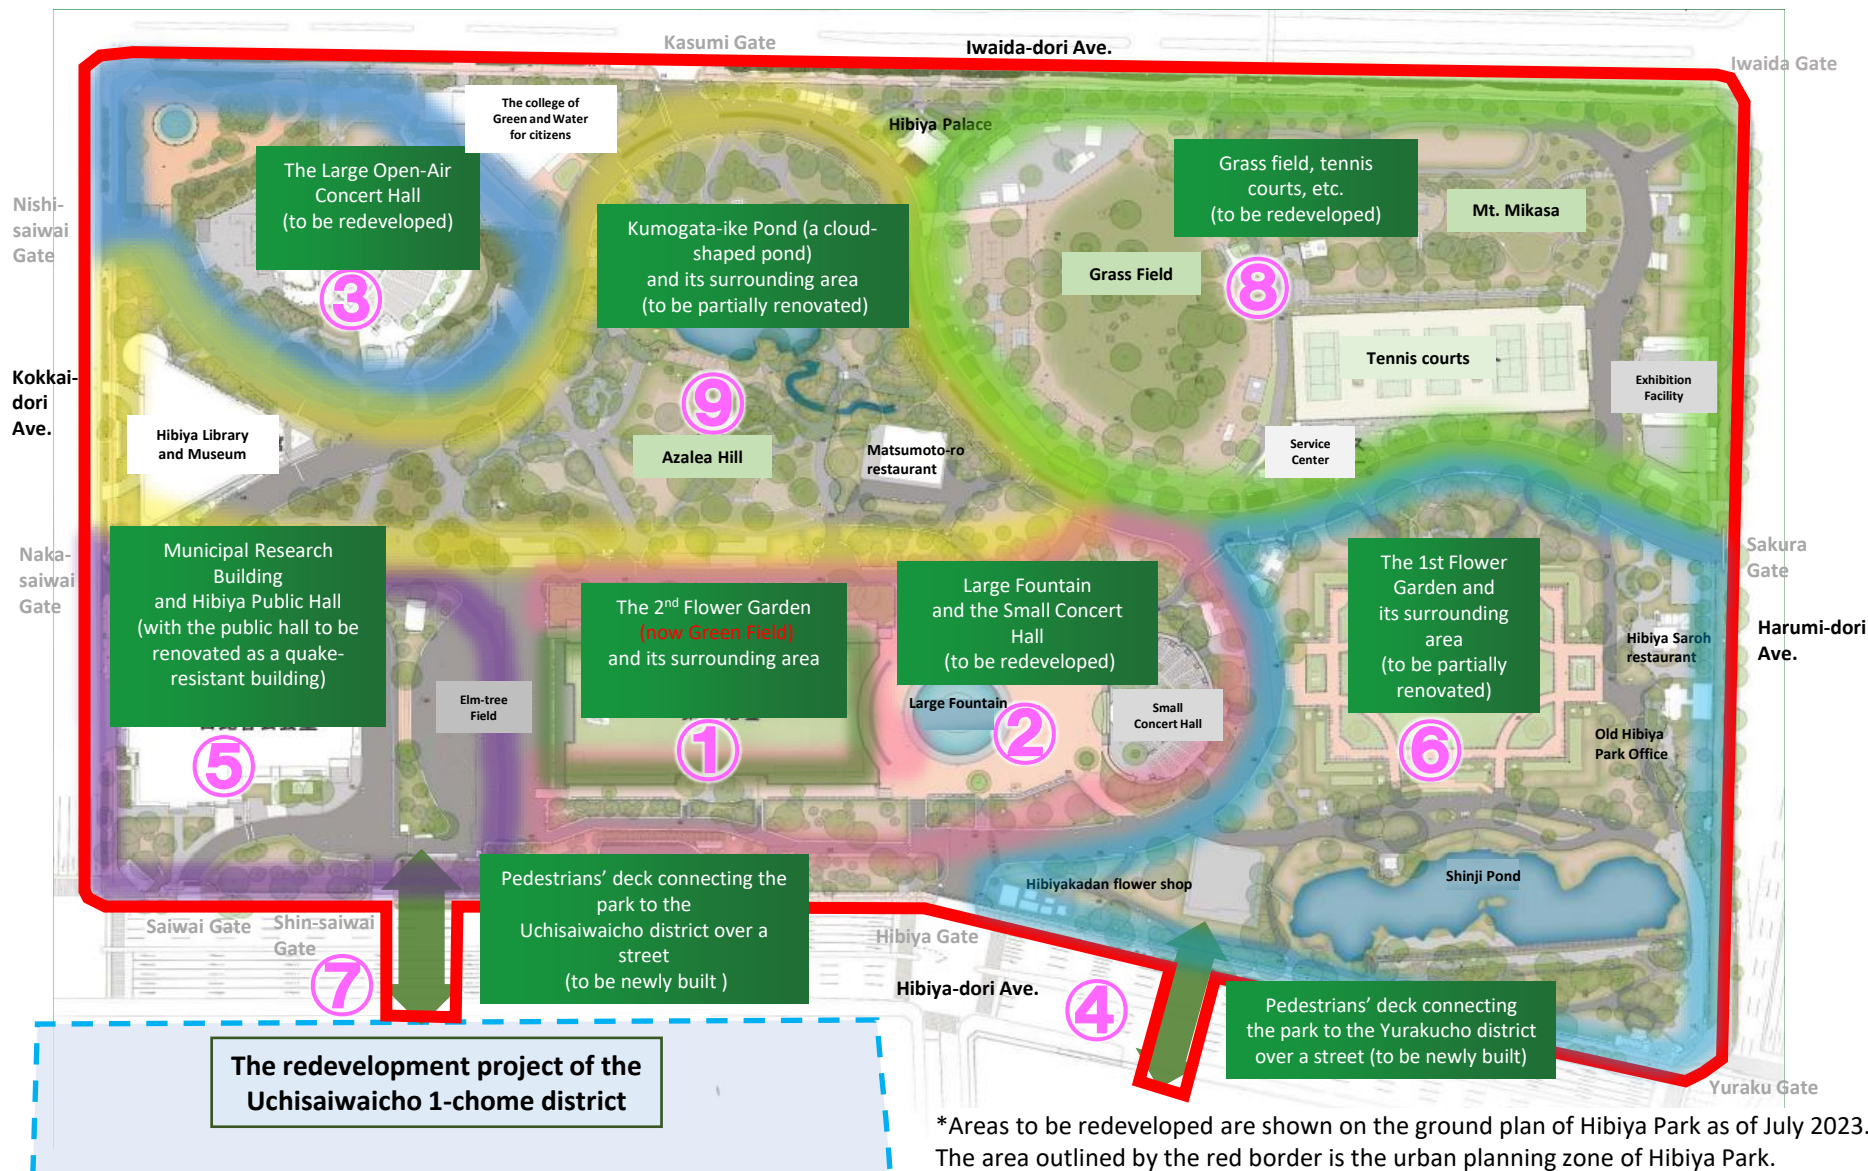 Kasumi Gate
Iwaida-dori Ave.
Iwaida Gate
The college of
Green and Water
for citizens
Hibiya Palace
The Large Open-Air
Concert Hall
(to be redeveloped)
③
Nishi-
saiwai
Gate
Kumogata-ike Pond (a cloud-
shaped pond)
and its surrounding area
(to be partially renovated)
Grass field, tennis
courts, etc.
(to be redeveloped)
Mt. Mikasa
Grass Field
⑧
Tennis courts
Exhibition
Facility
Kokkai-
dori
Ave.
Hibiya Library
and Museum
⑨
Azalea Hill
Matsumoto-ro
restaurant
Service
Center
Naka-
saiwai
Gate
Municipal Research
Building
and Hibiya Public Hall
(with the public hall to be
renovated as a quake-
resistant building)
⑤
Elm-tree
Field
The 2nd Flower Garden
(now Green Field)
and its surrounding area
①
Large Fountain
and the Small Concert
Hall
(to be redeveloped)
Large Fountain
②
Small
Concert Hall
The 1st Flower
Garden and
its surrounding
area
(to be partially
renovated)
⑥
Sakura
Gate
Harumi-dori
Ave.
Hibiya Saroh
restaurant
Old Hibiya
Park Office
Hibiyakadan flower shop
Shinji Pond
Saiwai Gate
Shin-saiwai
Gate
⑦
Pedestrians’ deck connecting the
park to the
Uchisaiwaicho district over a
street
(to be newly built )
Hibiya Gate
Hibiya-dori Ave.
④
Pedestrians’ deck connecting
the park to the Yurakucho district
over a street (to be newly built)
Yuraku Gate
The redevelopment project of the
Uchisaiwaicho 1-chome district
*Areas to be redeveloped are shown on the ground plan of Hibiya Park as of July 2023.
The area outlined by the red border is the urban planning zone of Hibiya Park.